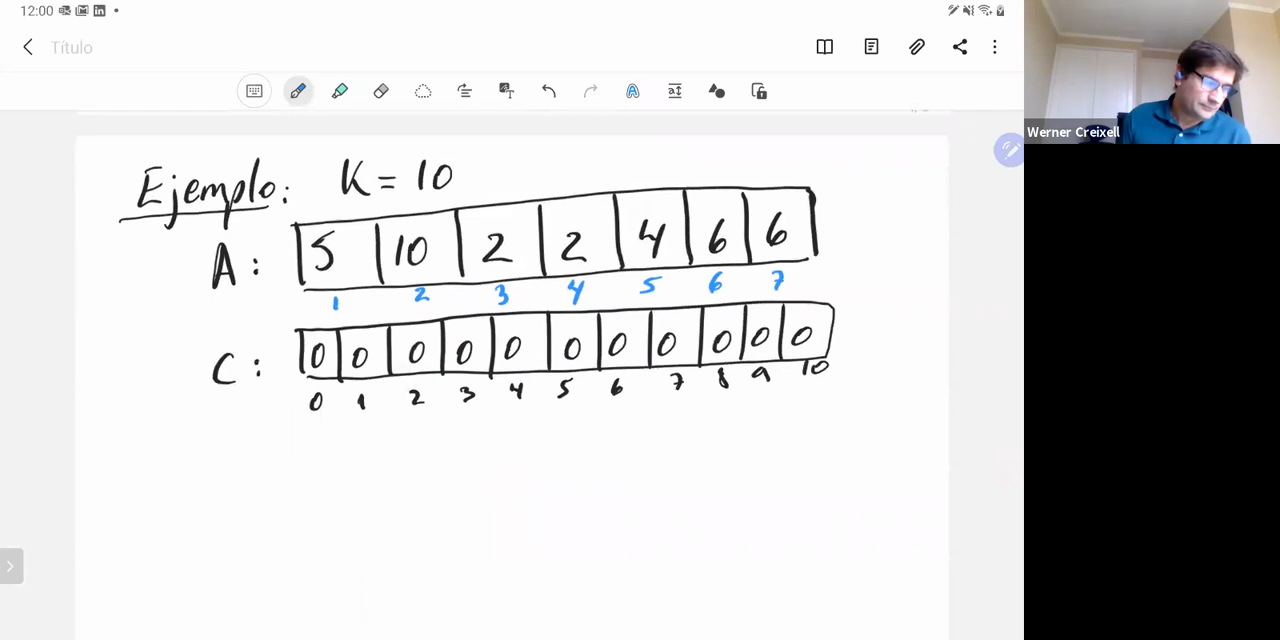 12:00
Título
Werner Creixell
Ejemplo: K = 10
A: 5 10 2 2 4 6 6
1 2 3 4 5 6 7
C: 0 0 0 0 0 0 0 0 0 0 0
0 1 2 3 4 5 6 7 8 9 10